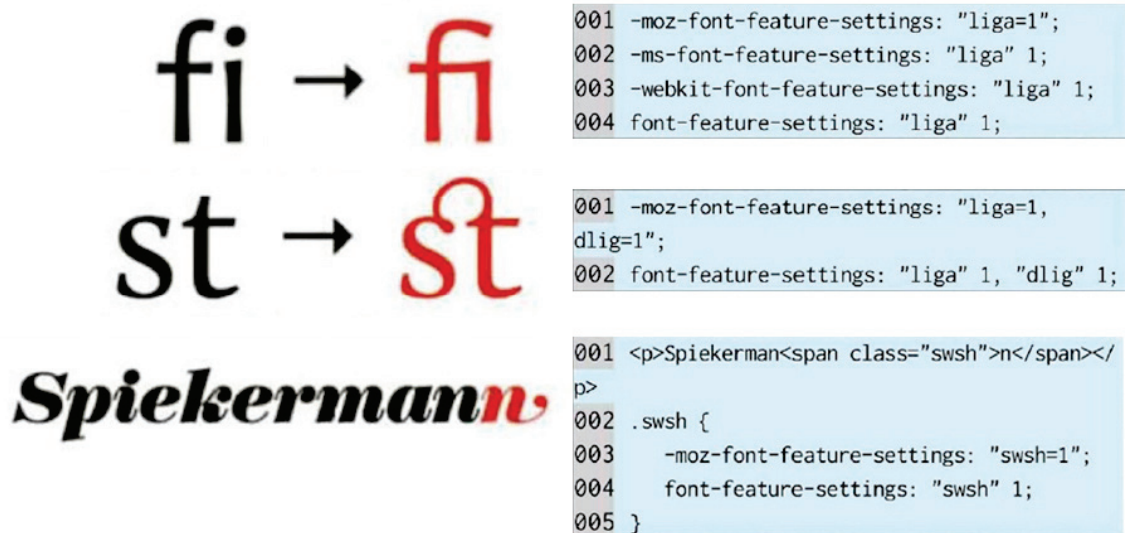 fi → fi
001 -moz-font-feature-settings: "liga=1";
002 -ms-font-feature-settings: "liga" 1;
003 -webkit-font-feature-settings: "liga" 1;
004 font-feature-settings: "liga" 1;
st → st
001 -moz-font-feature-settings: "liga=1,
dlig=1";
002 font-feature-settings: "liga" 1, "dlig" 1;
Spiekermann
001 <p>Spiekerman<span class="swsh">n</span></
p>
002 .swsh {
003 -moz-font-feature-settings: "swsh=1";
004 font-feature-settings: "swsh" 1;
005 }